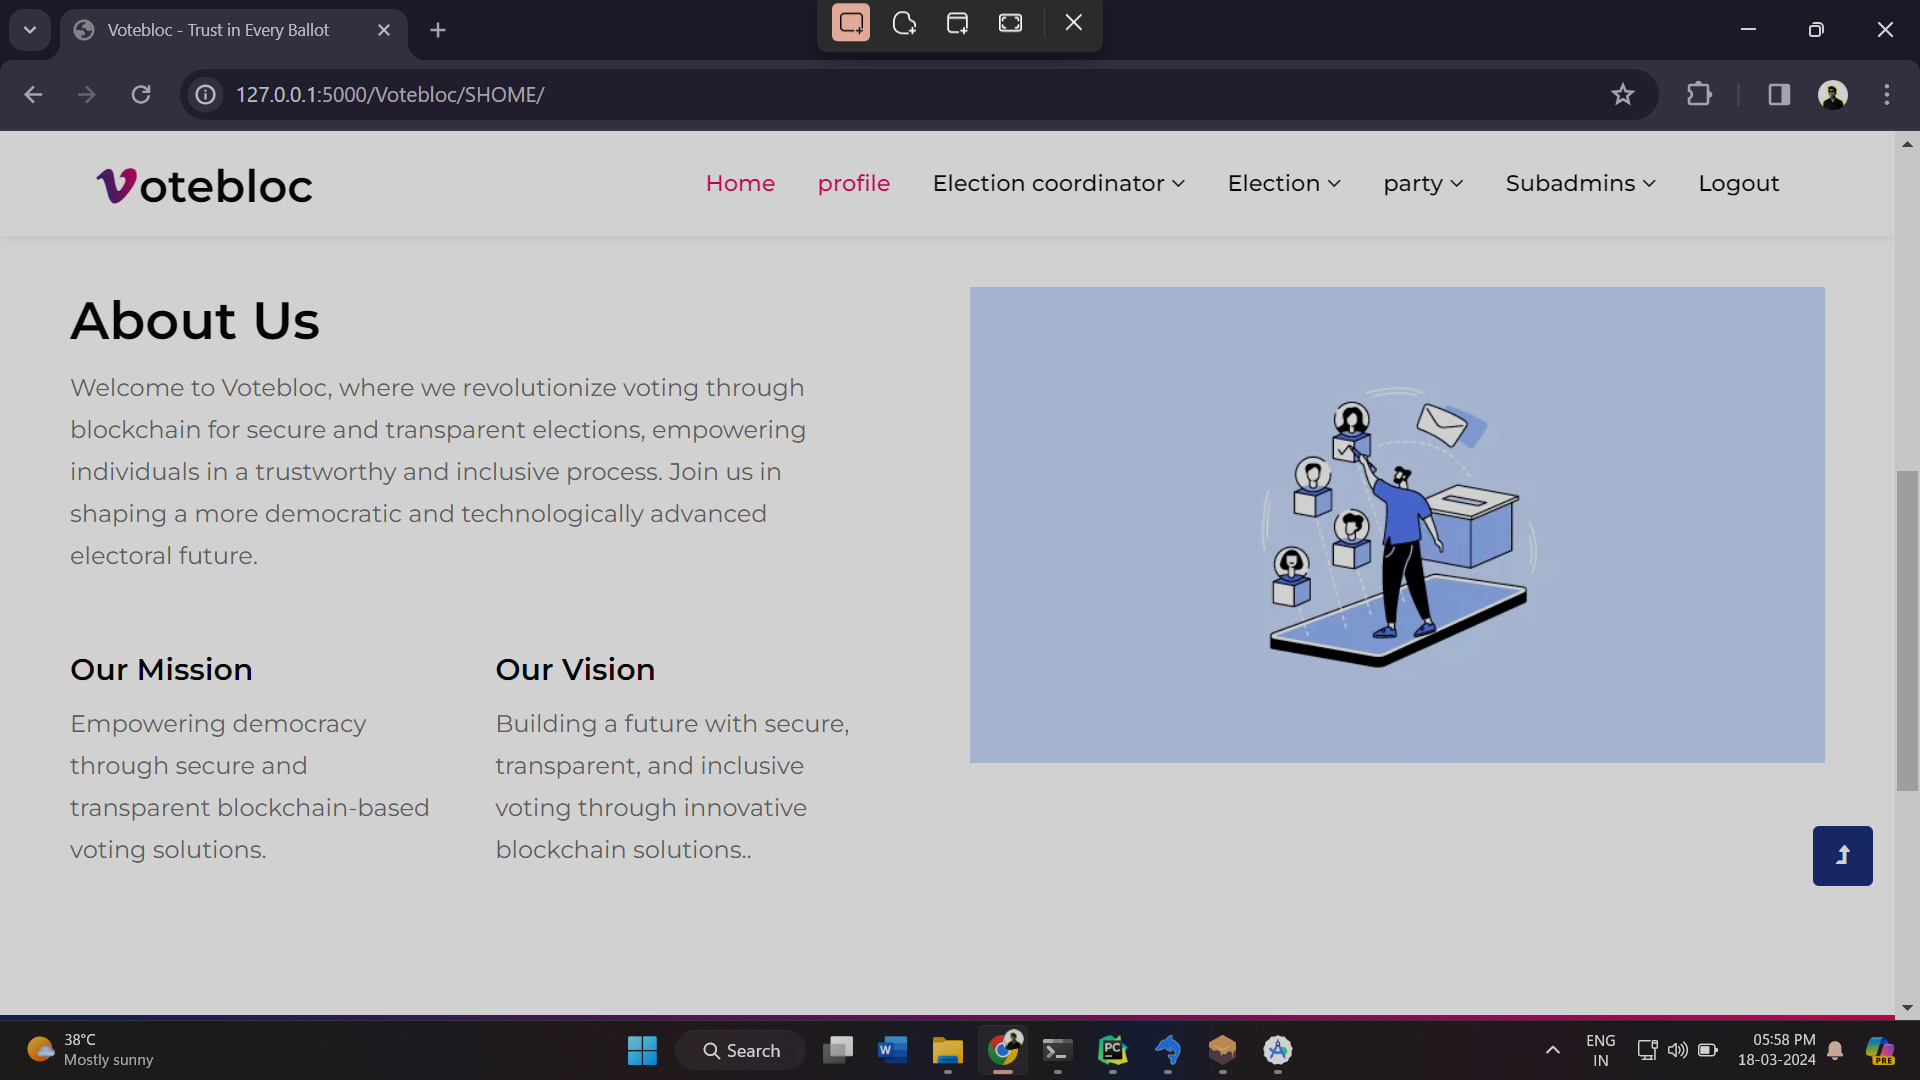 Votebloc - Trust in Every Ballot
127.0.0.1:5000/Votebloc/SHOME/
Votebloc
Home profile Election coordinator Election party Subadmins Logout
About Us
Welcome to Votebloc, where we revolutionize voting through
blockchain for secure and transparent elections, empowering
individuals in a trustworthy and inclusive process. Join us in
shaping a more democratic and technologically advanced
electoral future.
Our Mission
Empowering democracy
through secure and
transparent blockchain-based
voting solutions.
Our Vision
Building a future with secure,
transparent, and inclusive
voting through innovative
blockchain solutions..
38°C
Mostly sunny
Search
W
PC
ENG
IN
05:58 PM
18-03-2024
PRE